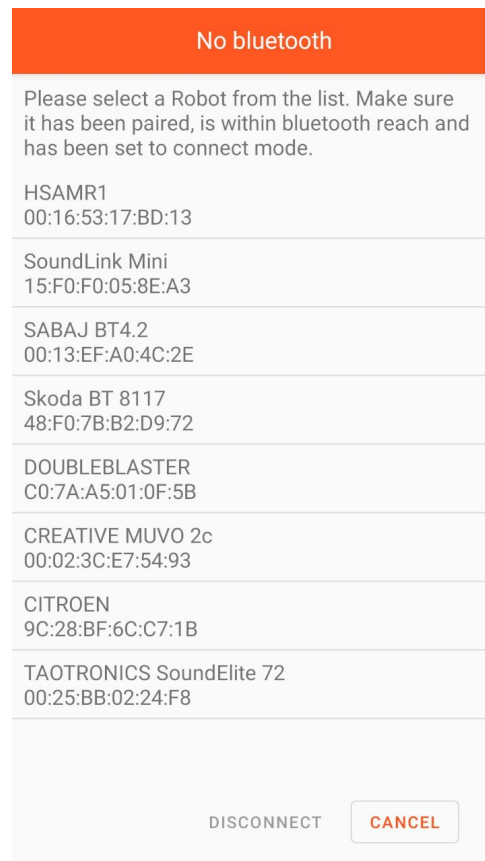 No bluetooth
Please select a Robot from the list. Make sure
it has been paired, is within bluetooth reach and
has been set to connect mode.
HSAMR1
00:16:53:17:BD:13
SoundLink Mini
15:F0:F0:05:8E:A3
SABAJ BT4.2
00:13:EF:A0:4C:2E
Skoda BT 8117
48:F0:7B:B2:D9:72
DOUBLEBLASTER
C0:7A:A5:01:0F:5B
CREATIVE MUVO 2c
00:02:3C:E7:54:93
CITROEN
9C:28:BF:6C:C7:1B
TAOTRONICS SoundElite 72
00:25:BB:02:24:F8
DISCONNECT CANCEL